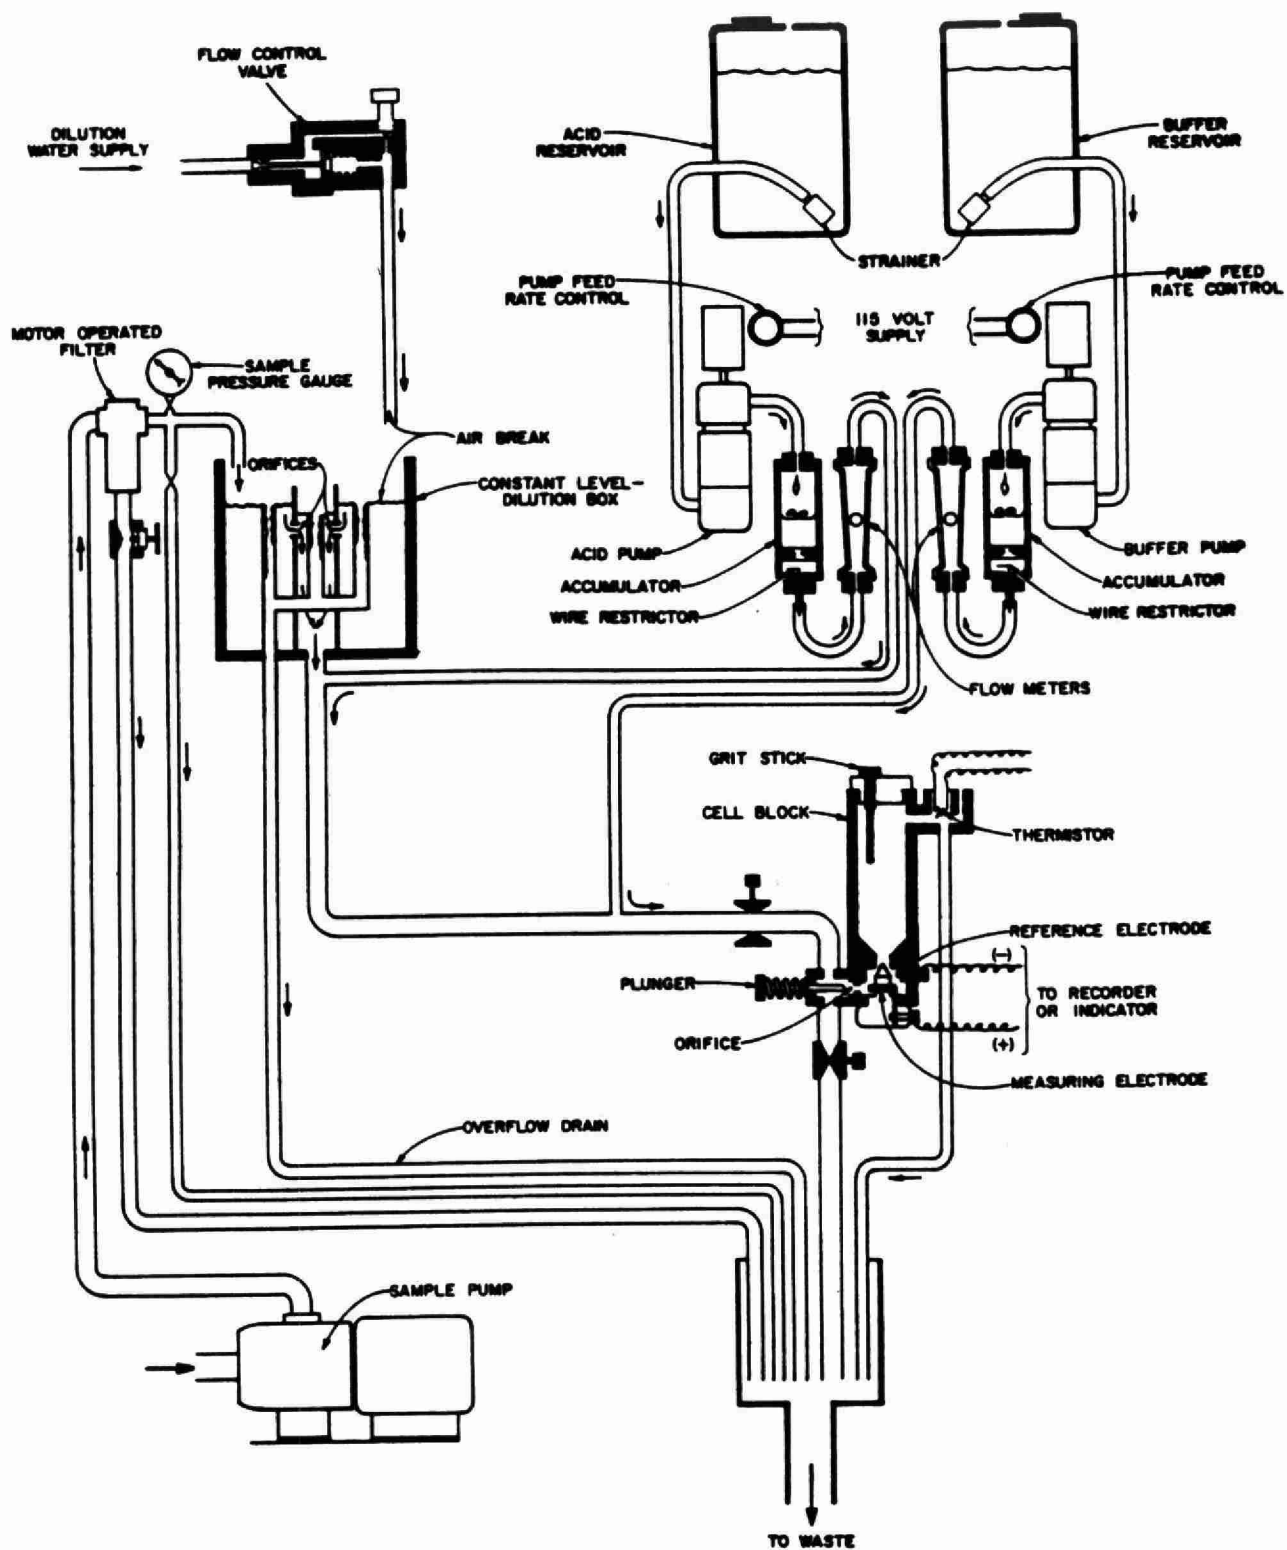 FLOW CONTROL
VALVE
DILUTION
WATER SUPPLY
ACID
RESERVOIR
BUFFER
RESERVOIR
STRAINER
PUMP FEED
RATE CONTROL
115 VOLT
SUPPLY
PUMP FEED
RATE CONTROL
MOTOR OPERATED
FILTER
SAMPLE
PRESSURE GAUGE
AIR BREAK
ORIFICES
CONSTANT LEVEL-
DILUTION BOX
ACID PUMP
BUFFER PUMP
ACCUMULATOR
ACCUMULATOR
WIRE RESTRICTOR
WIRE RESTRICTOR
FLOW METERS
GRIT STICK
CELL BLOCK
THERMISTOR
REFERENCE ELECTRODE
(-)
PLUNGER
TO RECORDER
OR INDICATOR
ORIFICE
(+)
MEASURING ELECTRODE
OVERFLOW DRAIN
SAMPLE PUMP
TO WASTE